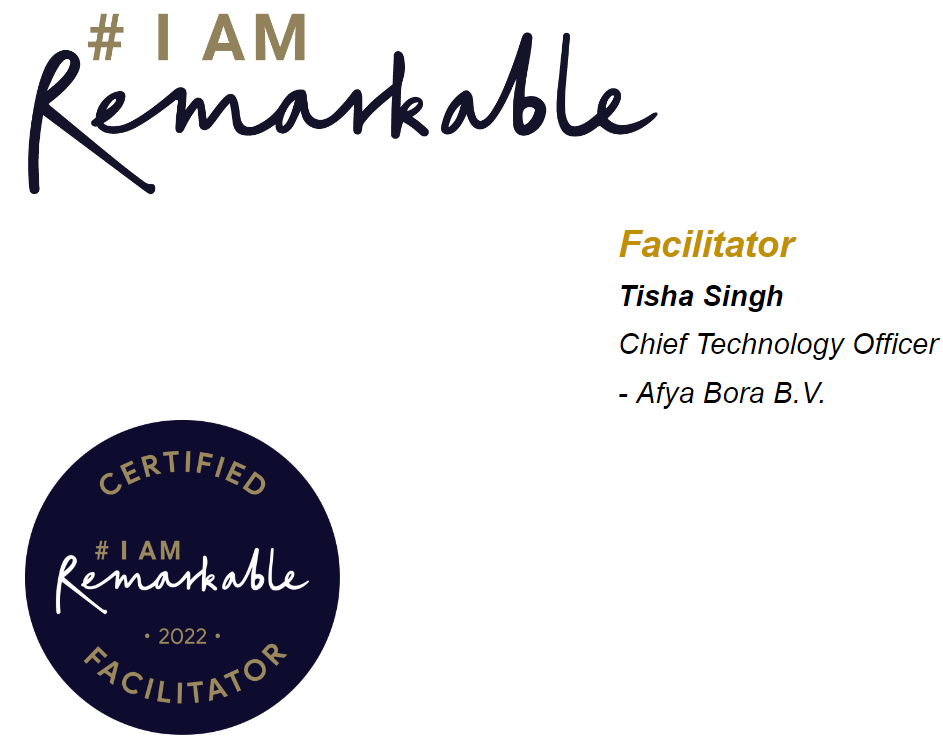 # I AM
Remarkable
Facilitator
Tisha Singh
Chief Technology Officer
- Afya Bora B.V.
CERTIFIED
# I AM
Remarkable
• 2022 •
FACILITATOR